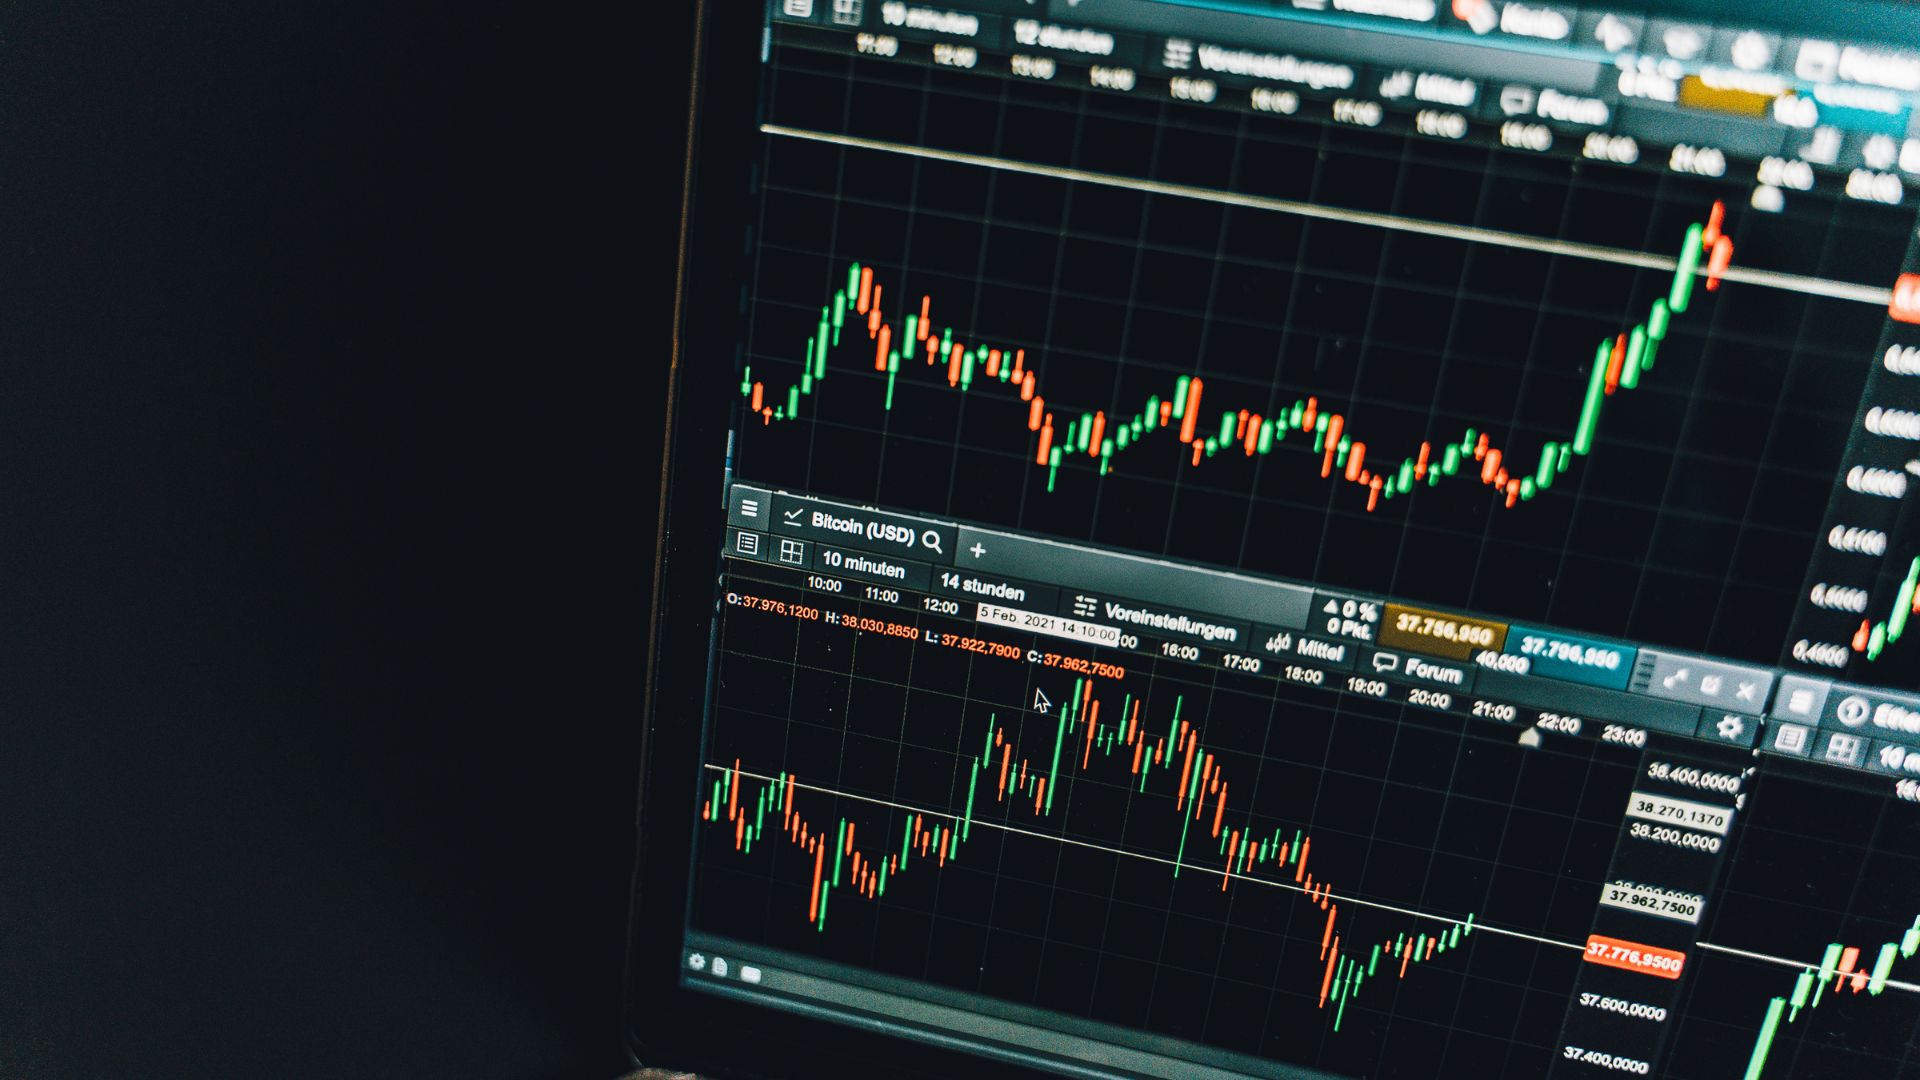 10 minuten 12 stunden Voreinstellungen Mittel Forum
11:00 12:00 13:00 14:00 15:00 16:00 17:00 18:00 19:00 20:00 21:00 22:00 23:00
Bitcoin (USD) +
10 minuten 14 stunden Voreinstellungen Mittel Forum
0 %
0 Pkt.
37.756,950 37.796,950
10:00 11:00 12:00 5 Feb. 2021 14:10:00 :00 16:00 17:00 18:00 19:00 20:00 21:00 22:00 23:00
40,000
O:37.976,1200 H:38.030,8850 L:37.922,7900 C:37.962,7500
38.400,0000
38.270,1370
38.200,0000
37.962,7500
37.776,9500
37.600,0000
37.400,0000